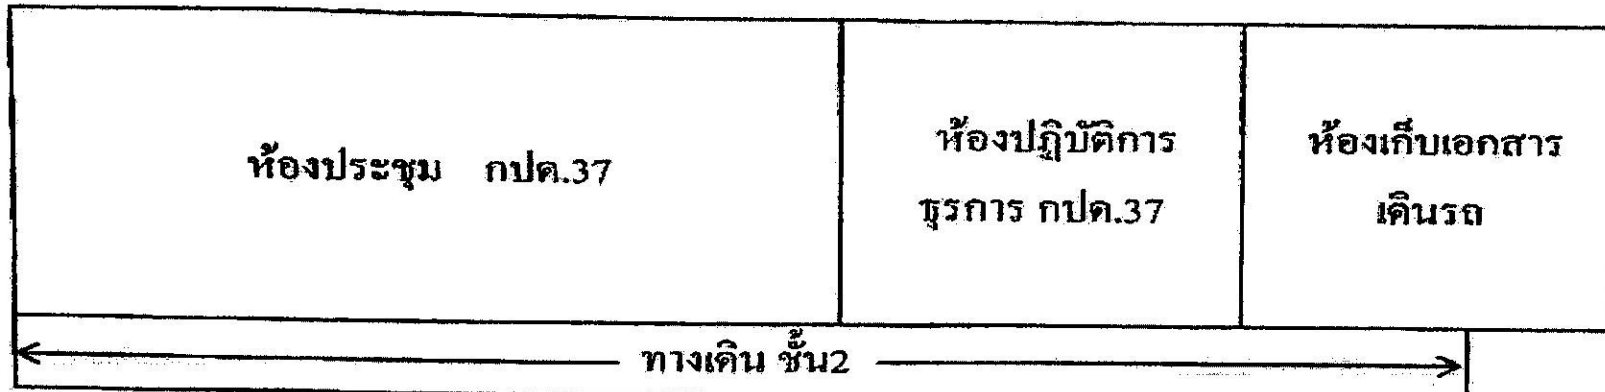 ห้องประชุม กปด.37
ห้องปฏิบัติการ
ธุรการ กปด.37
ห้องเก็บเอกสาร
เดินรถ
ทางเดิน ชั้น2